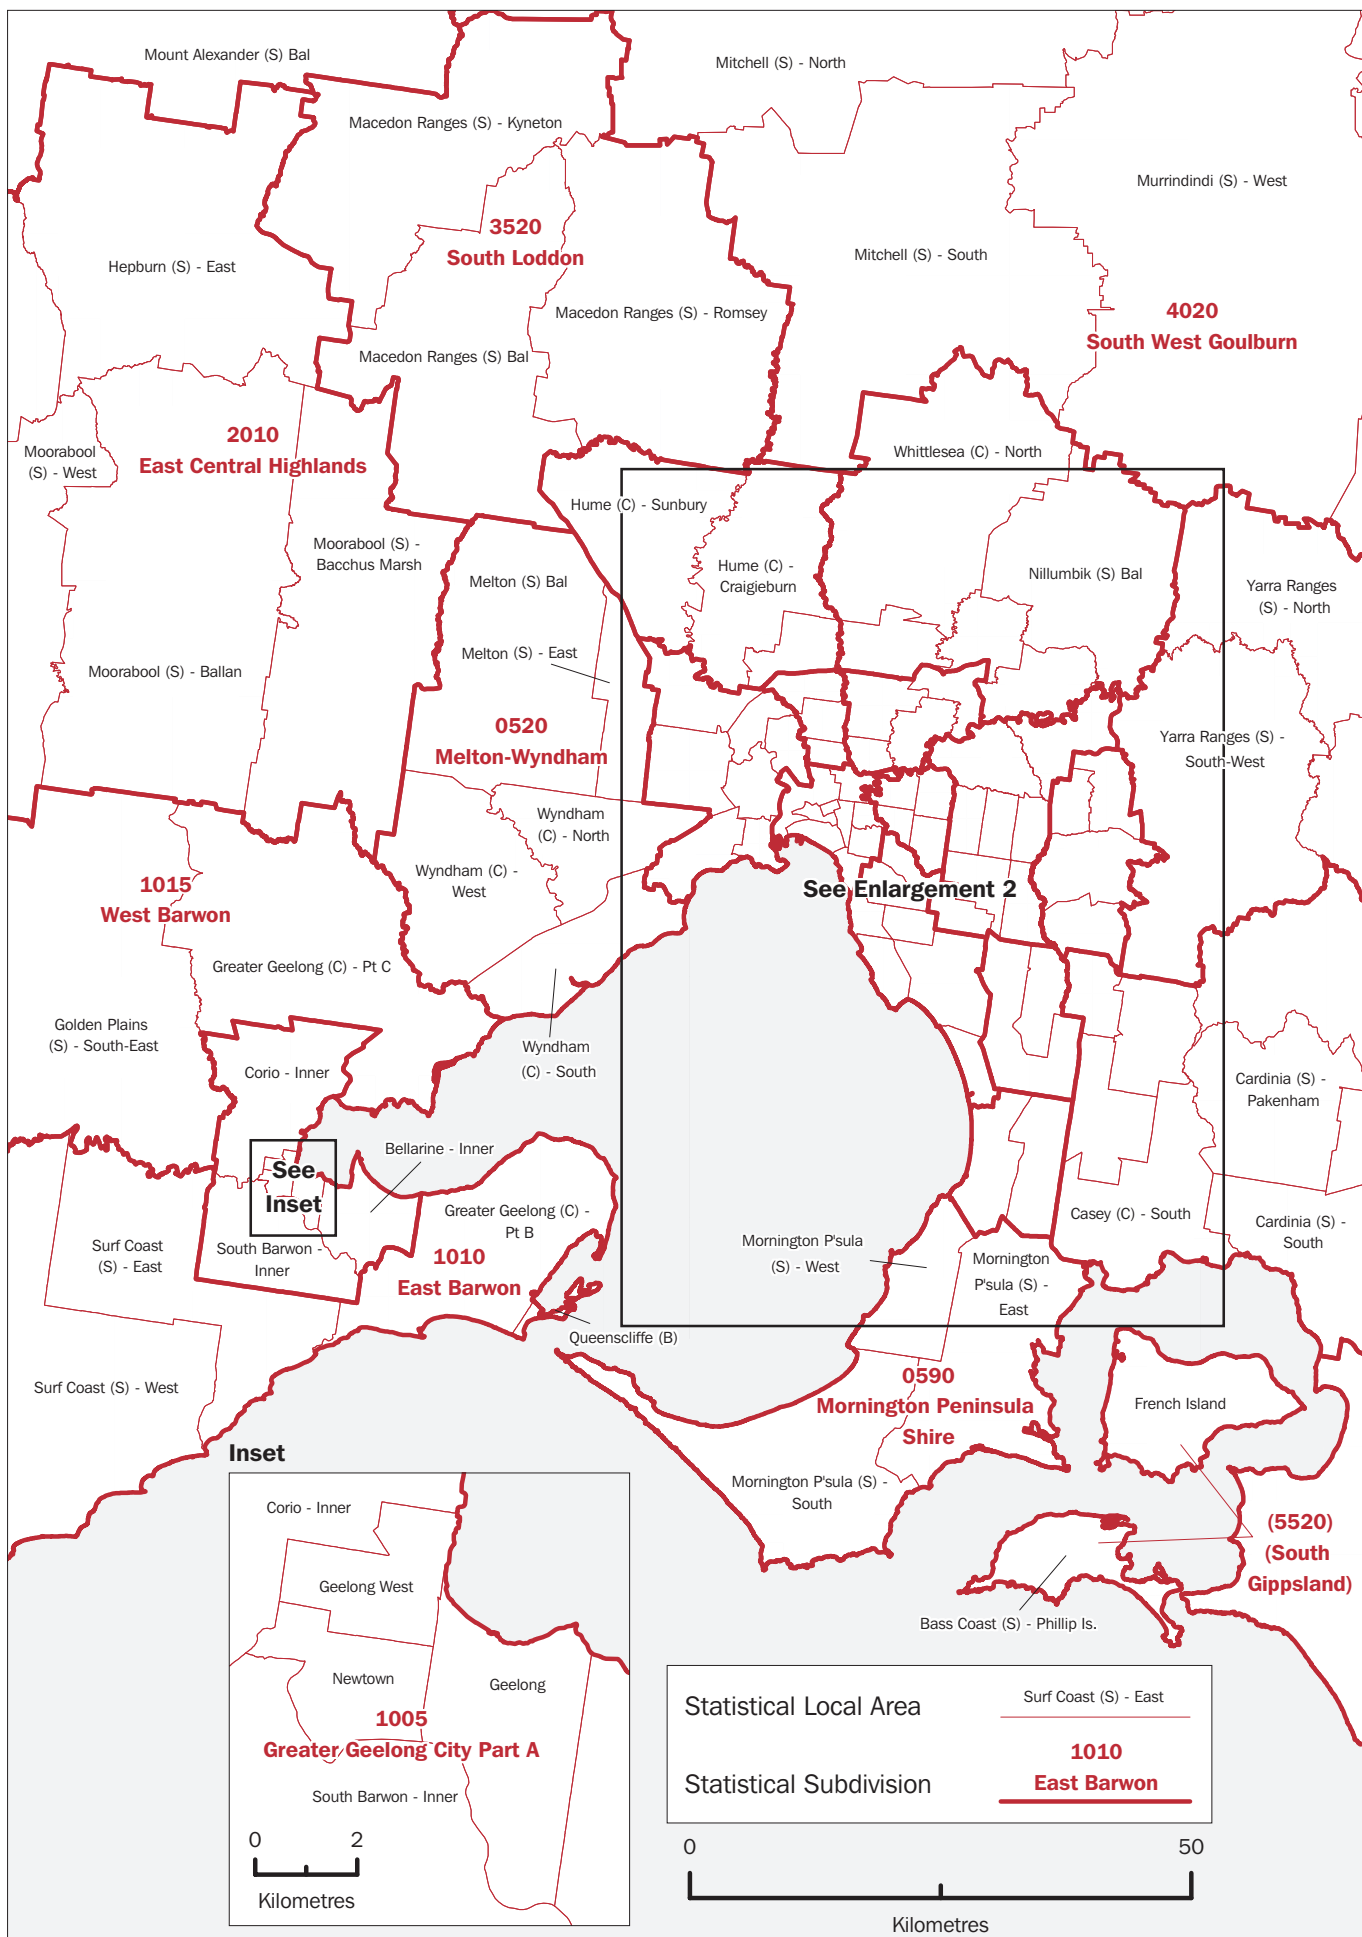 Mount Alexander (S) Bal
Mitchell (S) - North
Macedon Ranges (S) - Kyneton
Murrindindi (S) - West
3520
South Loddon
Hepburn (S) - East
Mitchell (S) - South
Macedon Ranges (S) - Romsey
4020
South West Goulburn
Macedon Ranges (S) Bal
2010
East Central Highlands
Moorabool
(S) - West
Whittlesea (C) - North
Hume (C) - Sunbury
Moorabool (S) -
Bacchus Marsh
Melton (S) Bal
Hume (C) -
Craigieburn
Nillumbik (S) Bal
Yarra Ranges
(S) - North
Melton (S) - East
Moorabool (S) - Ballan
0520
Melton-Wyndham
Yarra Ranges (S) -
South-West
Wyndham
(C) - North
Wyndham (C) -
West
See Enlargement 2
1015
West Barwon
Greater Geelong (C) - Pt C
Golden Plains
(S) - South-East
Wyndham
(C) - South
Corio - Inner
Cardinia (S) -
Pakenham
Bellarine - Inner
See
Inset
Greater Geelong (C) -
Pt B
Casey (C) - South
Cardinia (S) -
South
Surf Coast
(S) - East
South Barwon -
Inner
1010
East Barwon
Mornington P'sula
(S) - West
Mornington
P'sula (S) -
East
Queenscliffe (B)
Surf Coast (S) - West
0590
Mornington Peninsula
Shire
French Island
Mornington P'sula (S) -
South
(5520)
(South
Gippsland)
Bass Coast (S) - Phillip Is.
Inset
Corio - Inner
Geelong West
Newtown
Geelong
1005
Greater Geelong City Part A
South Barwon - Inner
0 2
Kilometres
Statistical Local Area
Surf Coast (S) - East
Statistical Subdivision
1010
East Barwon
0 50
Kilometres